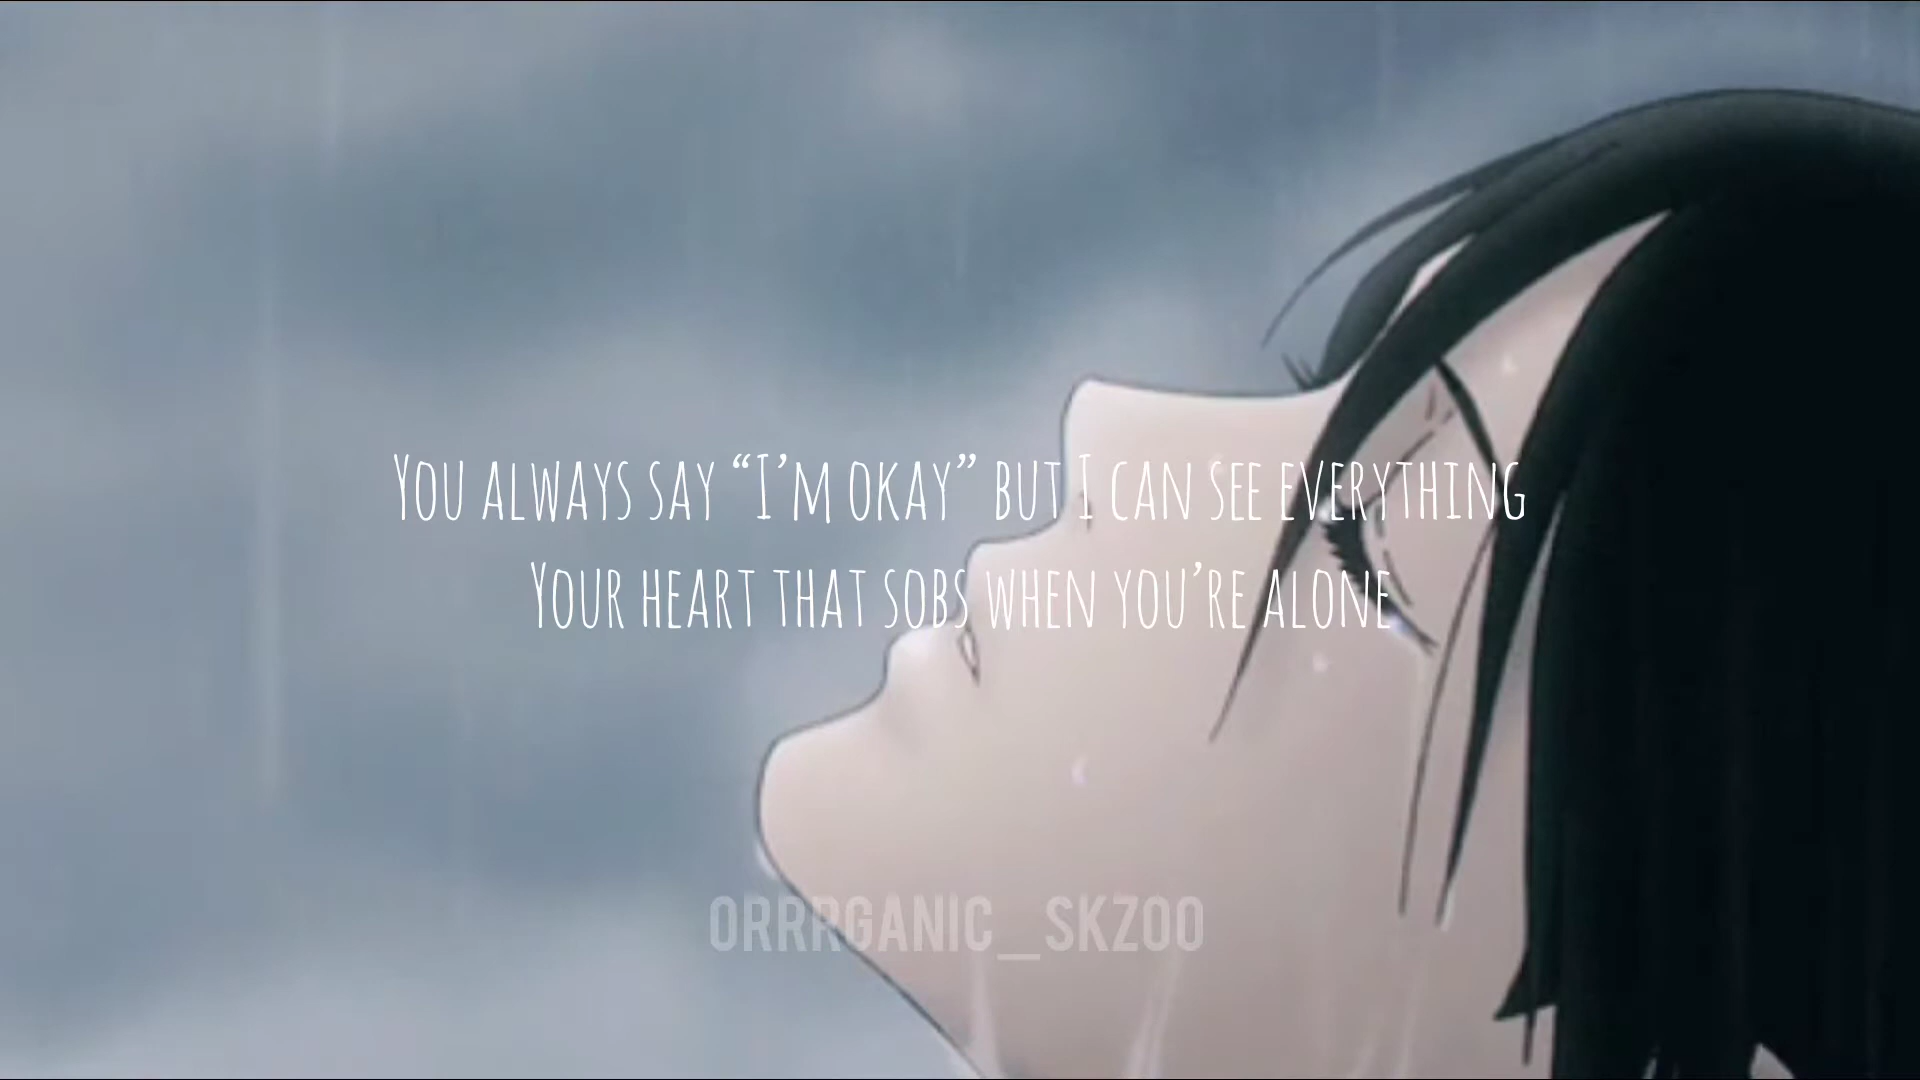 You always say “I’m okay” but I can see everything
Your heart that sobs when you’re alone
ORRRGANIC_SKZOO